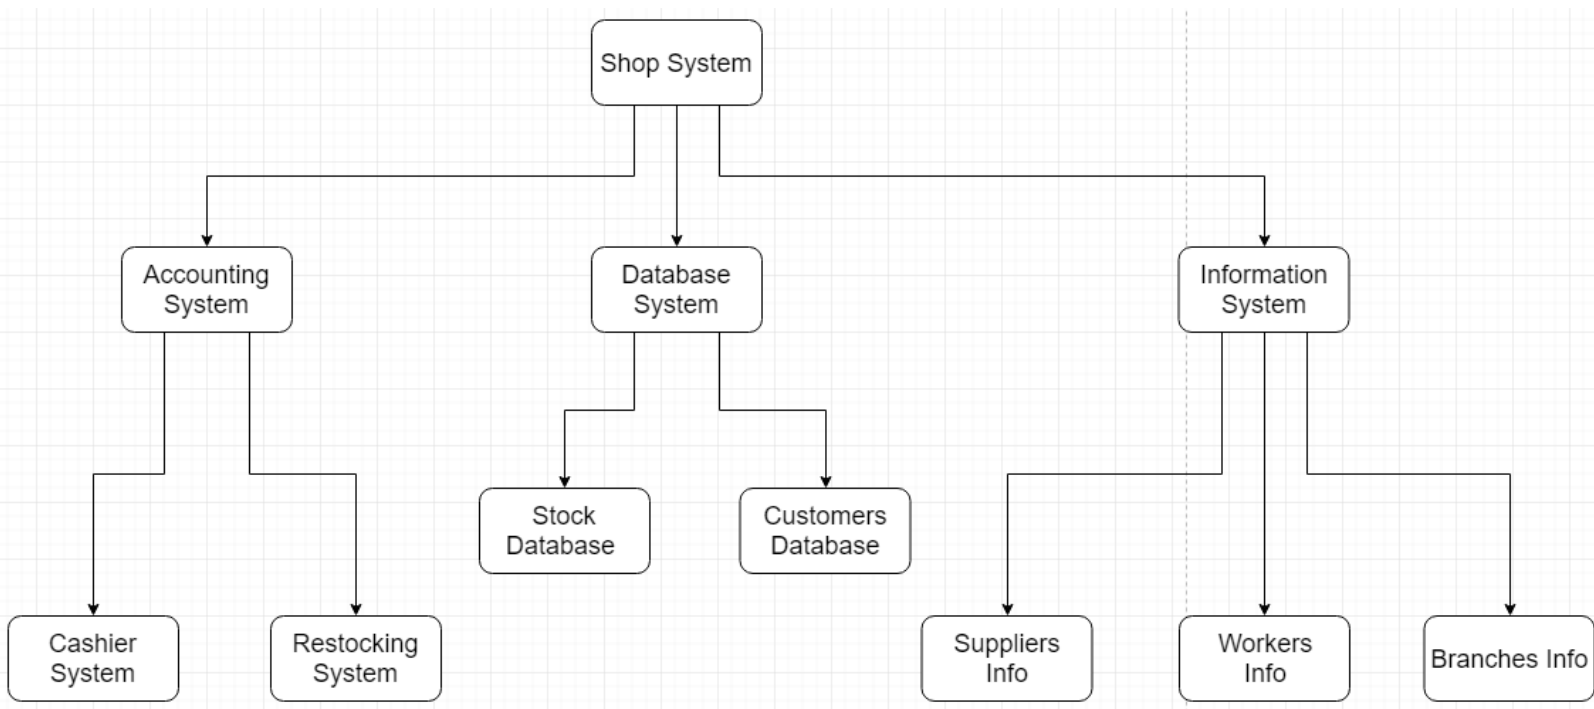 Shop System
Accounting
System
Database
System
Information
System
Stock
Database
Customers
Database
Cashier
System
Restocking
System
Suppliers
Info
Workers
Info
Branches Info